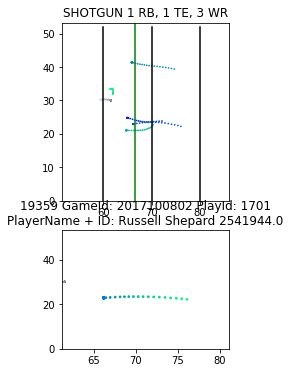 SHOTGUN 1 RB, 1 TE, 3 WR
50
40
30
20
10
0
60 70 80
19359 GameId: 2017100802 PlayId: 1701
PlayerName + ID: Russell Shepard 2541944.0
40
20
0
65 70 75 80